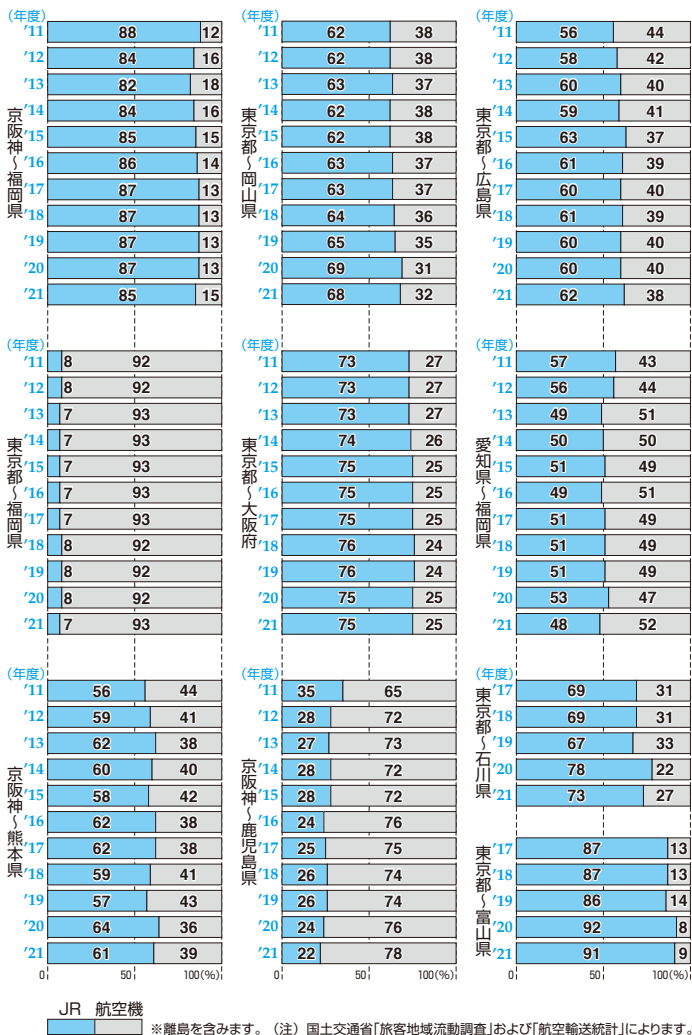 (年度)
'11 88 12
'12 84 16
'13 82 18
'14 84 16
'15 85 15
'16 86 14
'17 87 13
'18 87 13
'19 87 13
'20 87 13
'21 85 15
京阪神〜福岡県
'11 62 38
'12 62 38
'13 63 37
'14 62 38
'15 62 38
'16 63 37
'17 63 37
'18 64 36
'19 65 35
'20 69 31
'21 68 32
東京都〜岡山県
(年度)
'11 56 44
'12 58 42
'13 60 40
'14 59 41
'15 63 37
'16 61 39
'17 60 40
'18 61 39
'19 60 40
'20 60 40
'21 62 38
東京都〜広島県
(年度)
(年度)
'11 8 92
'12 8 92
'13 7 93
'14 7 93
'15 7 93
'16 7 93
'17 7 93
'18 8 92
'19 8 92
'20 8 92
'21 7 93
東京都〜福岡県
(年度)
'11 73 27
'12 73 27
'13 73 27
'14 74 26
'15 75 25
'16 75 25
'17 75 25
'18 76 24
'19 76 24
'20 75 25
'21 75 25
東京都〜大阪府
(年度)
'11 57 43
'12 56 44
'13 49 51
'14 50 50
'15 51 49
'16 49 51
'17 51 49
'18 51 49
'19 51 49
'20 53 47
'21 48 52
愛知県〜福岡県
(年度)
'11 56 44
'12 59 41
'13 62 38
'14 60 40
'15 58 42
'16 62 38
'17 62 38
'18 59 41
'19 57 43
'20 64 36
'21 61 39
京阪神〜熊本県
0 50 100(%)
(年度)
'11 35 65
'12 28 72
'13 27 73
'14 28 72
'15 28 72
'16 24 76
'17 25 75
'18 26 74
'19 26 74
'20 24 76
'21 22 78
京阪神〜鹿児島県
0 50 100(%)
(年度)
'17 69 31
'18 69 31
'19 67 33
'20 78 22
'21 73 27
東京都〜石川県
'17 87 13
'18 87 13
'19 86 14
'20 92 8
'21 91 9
東京都〜富山県
0 50 100(%)
JR 航空機
※離島を含みます。(注) 国土交通省「旅客地域流動調査」および「航空輸送統計」によります。